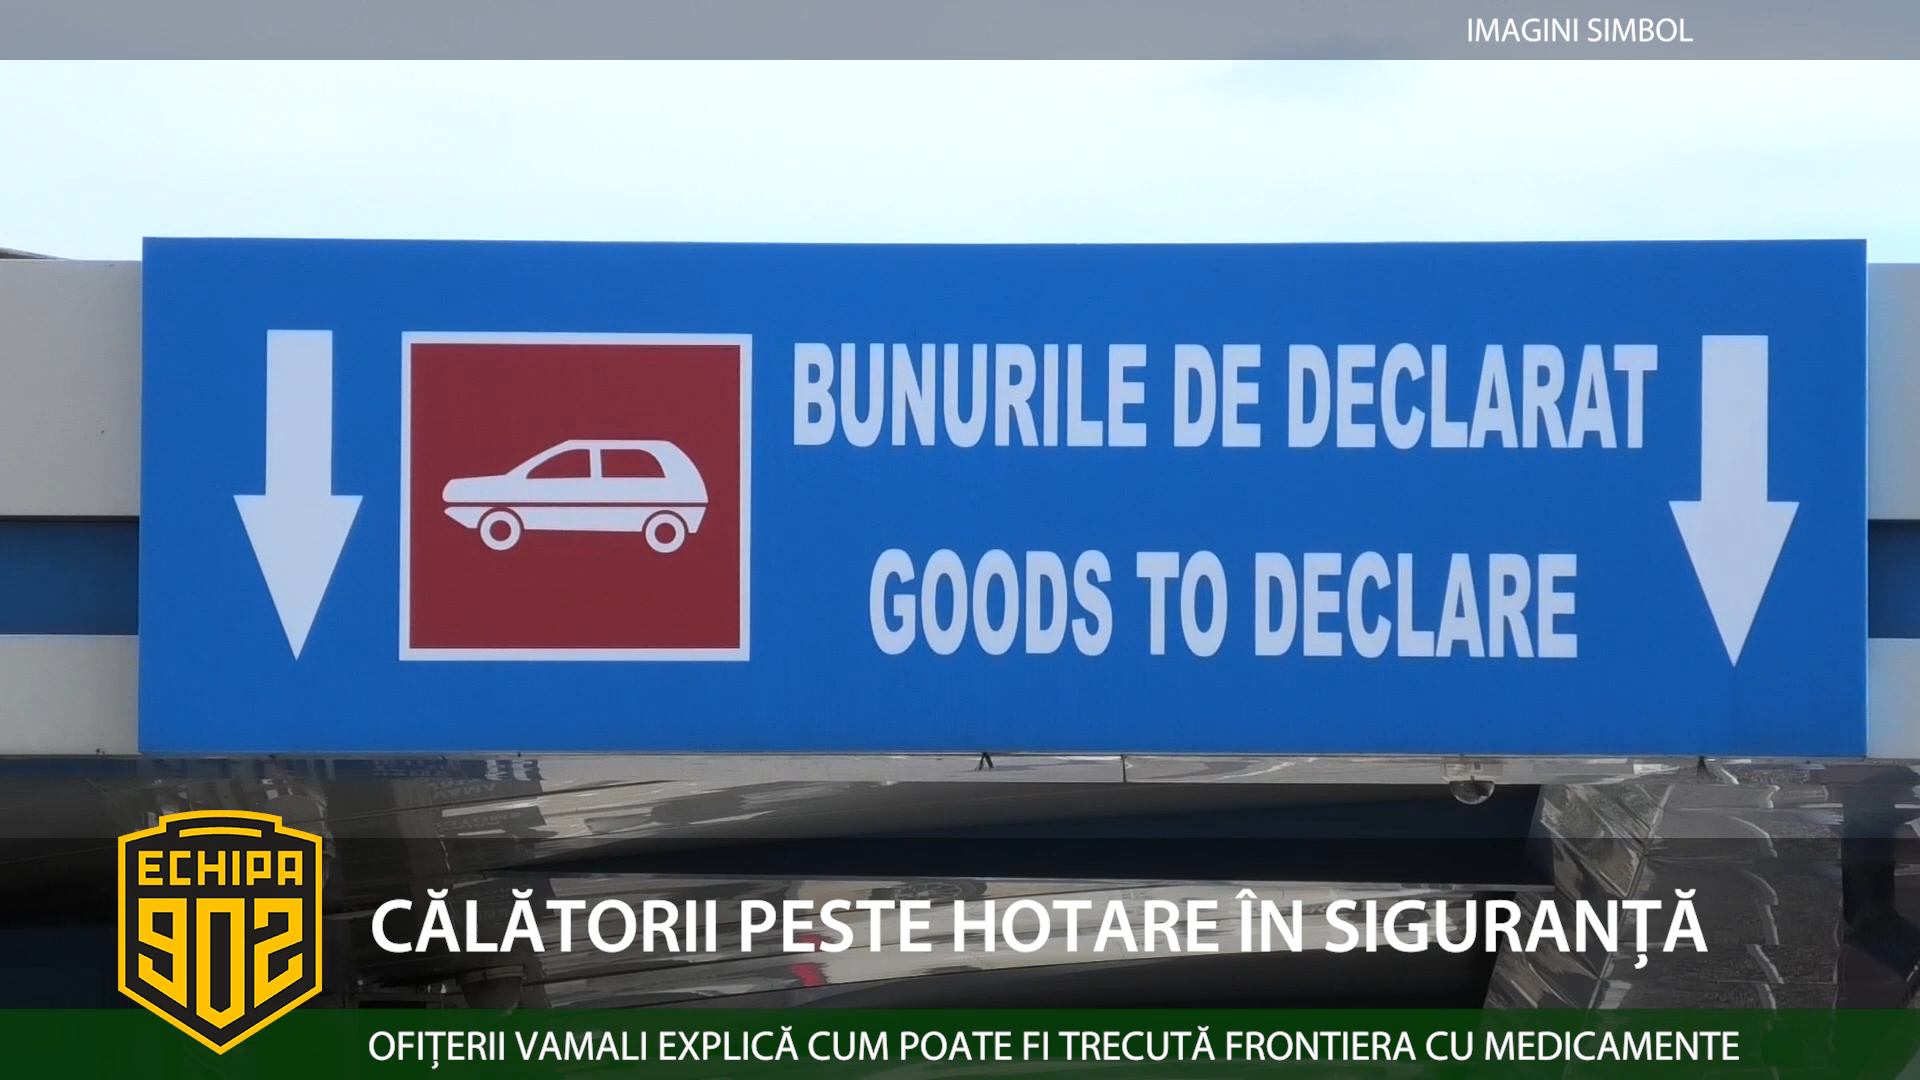 IMAGINI SIMBOL
BUNURILE DE DECLARAT
GOODS TO DECLARE
ECHIPA
902
CĂLĂTORII PESTE HOTARE ÎN SIGURANȚĂ
OFIȚERII VAMALI EXPLICĂ CUM POATE FI TRECUTĂ FRONTIERA CU MEDICAMENTE